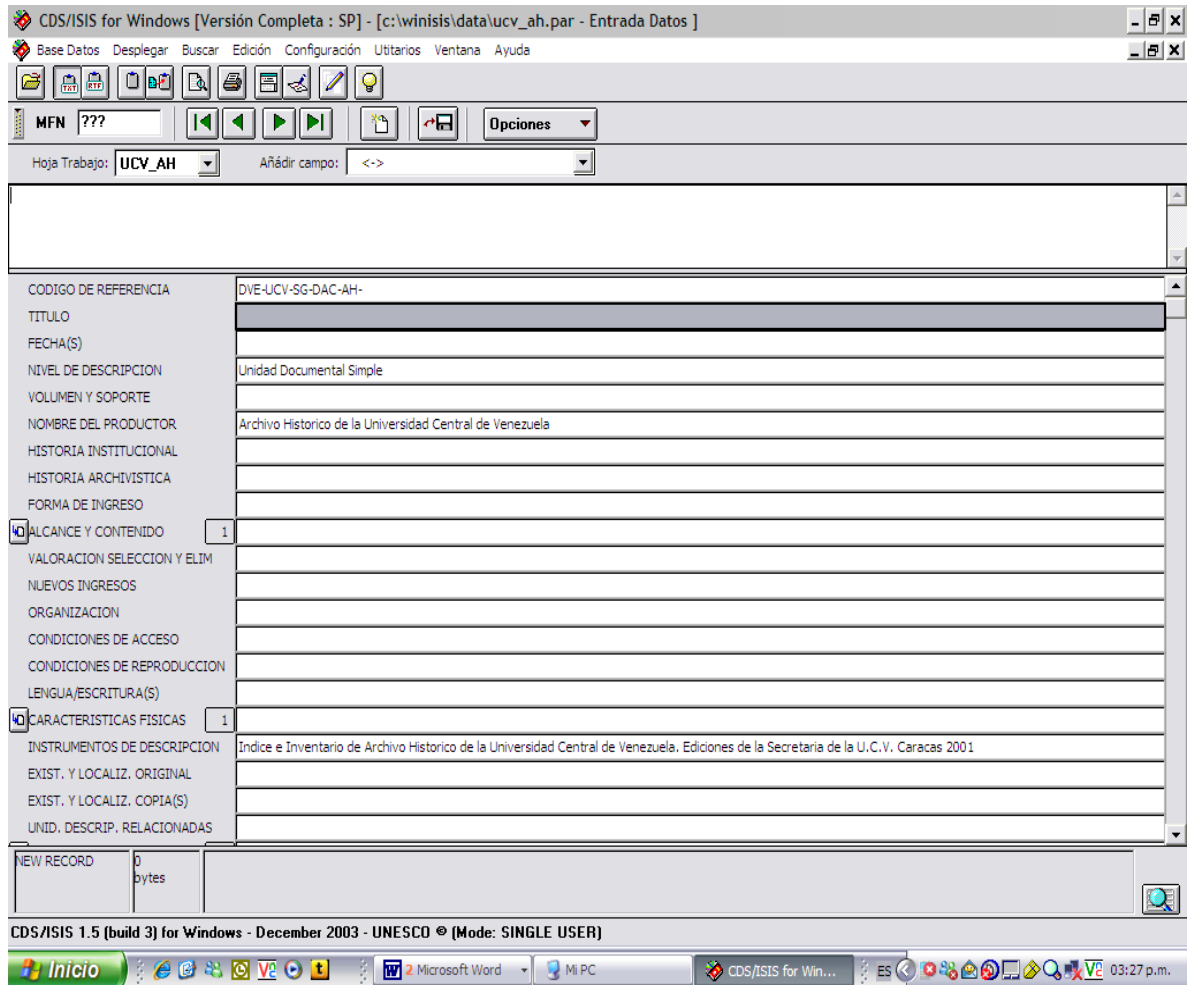 CDS/ISIS for Windows [Versión Completa : SP] - [c:\winisis\data\ucv_ah.par - Entrada Datos ]
Base Datos Desplegar Buscar Edición Configuración Utitarios Ventana Ayuda
TXT RTF
MFN ??? Opciones
Hoja Trabajo: UCV_AH Añádir campo: <->
CODIGO DE REFERENCIA DVE-UCV-SG-DAC-AH-
TITULO
FECHA(S)
NIVEL DE DESCRIPCION Unidad Documental Simple
VOLUMEN Y SOPORTE
NOMBRE DEL PRODUCTOR Archivo Historico de la Universidad Central de Venezuela
HISTORIA INSTITUCIONAL
HISTORIA ARCHIVISTICA
FORMA DE INGRESO
ALCANCE Y CONTENIDO 1
VALORACION SELECCION Y ELIM
NUEVOS INGRESOS
ORGANIZACION
CONDICIONES DE ACCESO
CONDICIONES DE REPRODUCCION
LENGUA/ESCRITURA(S)
CARACTERISTICAS FISICAS 1
INSTRUMENTOS DE DESCRIPCION Indice e Inventario de Archivo Historico de la Universidad Central de Venezuela. Ediciones de la Secretaria de la U.C.V. Caracas 2001
EXIST. Y LOCALIZ. ORIGINAL
EXIST. Y LOCALIZ. COPIA(S)
UNID. DESCRIP. RELACIONADAS
NEW RECORD 0
bytes
CDS/ISIS 1.5 (build 3) for Windows - December 2003 - UNESCO © (Mode: SINGLE USER)
Inicio 2 Microsoft Word Mi PC CDS/ISIS for Win... ES 03:27 p.m.